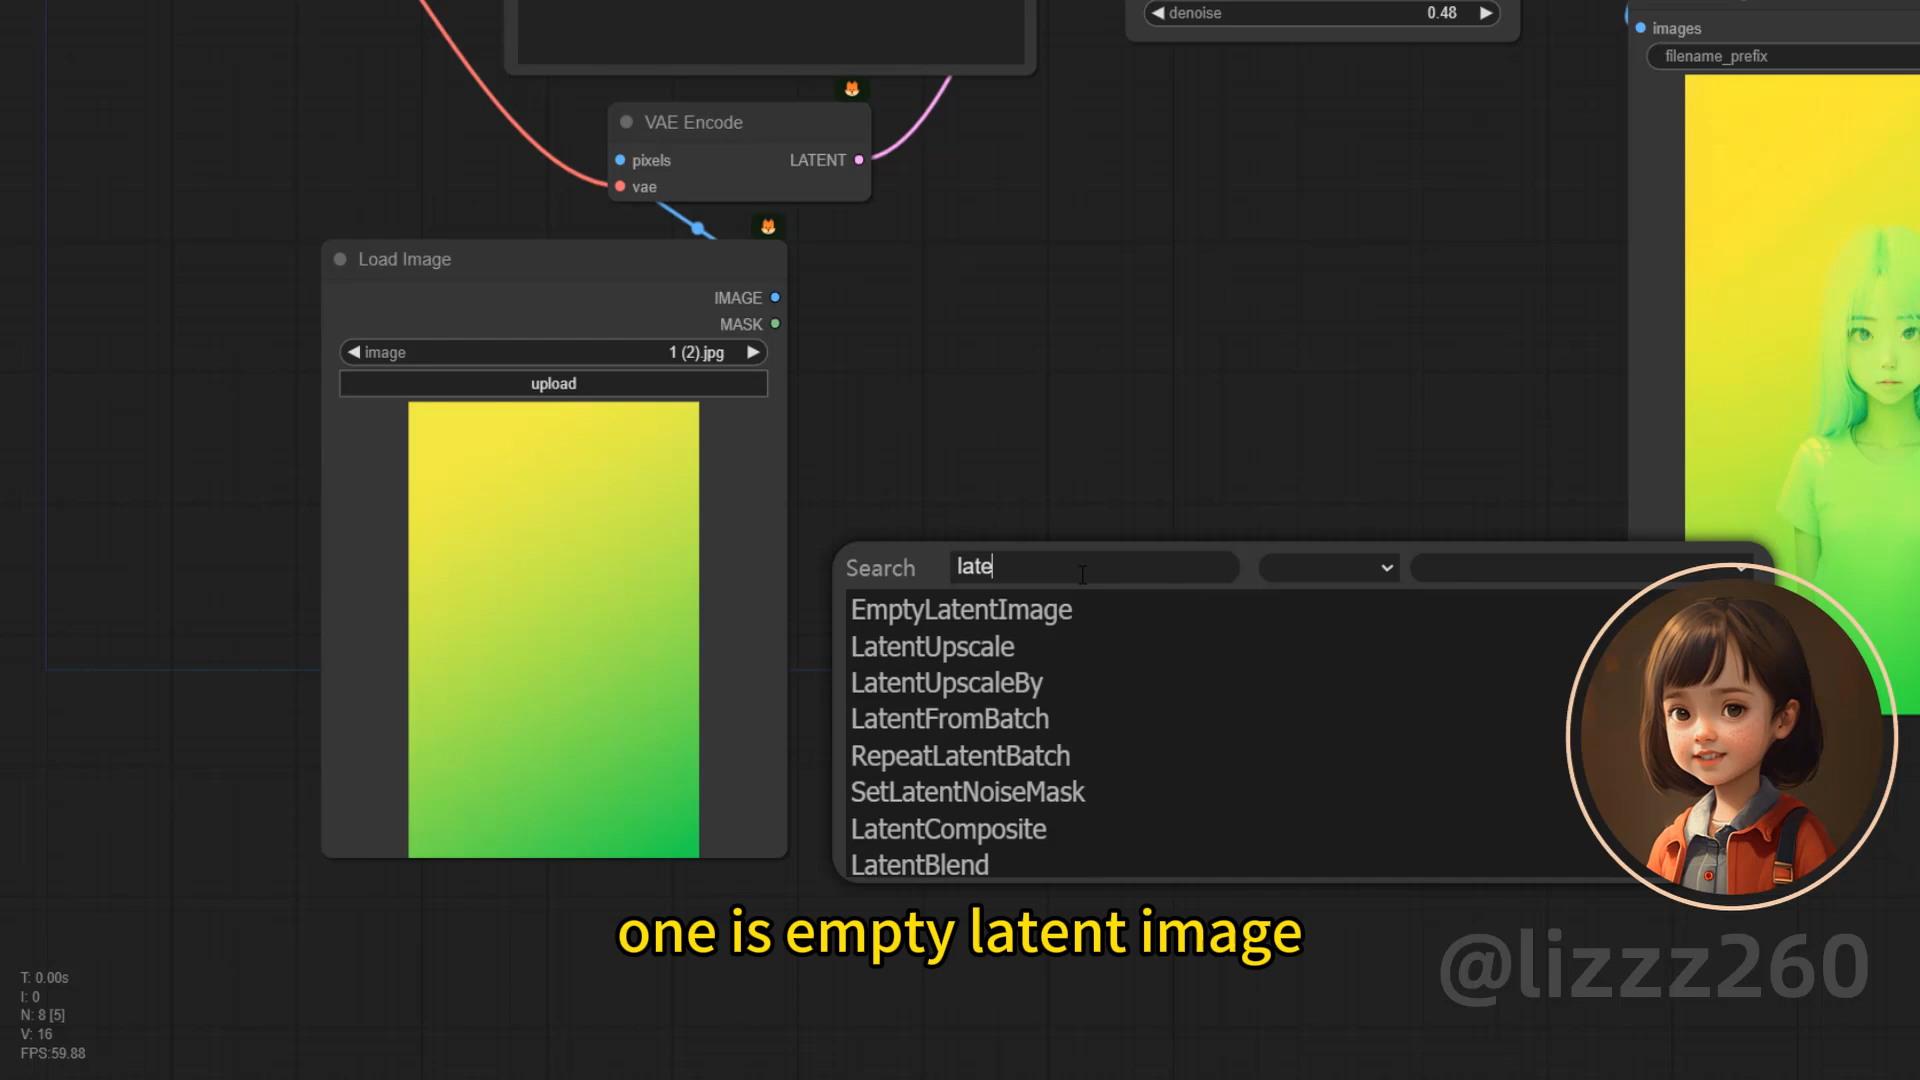 denoise 0.48
images
filename_prefix
VAE Encode
pixels LATENT
vae
Load Image
IMAGE
MASK
image 1 (2).jpg
upload
Search late
EmptyLatentImage
LatentUpscale
LatentUpscaleBy
LatentFromBatch
RepeatLatentBatch
SetLatentNoiseMask
LatentComposite
LatentBlend
one is empty latent image
@lizzz260
T: 0.00s
I: 0
N: 8 [5]
V: 16
FPS:59.88